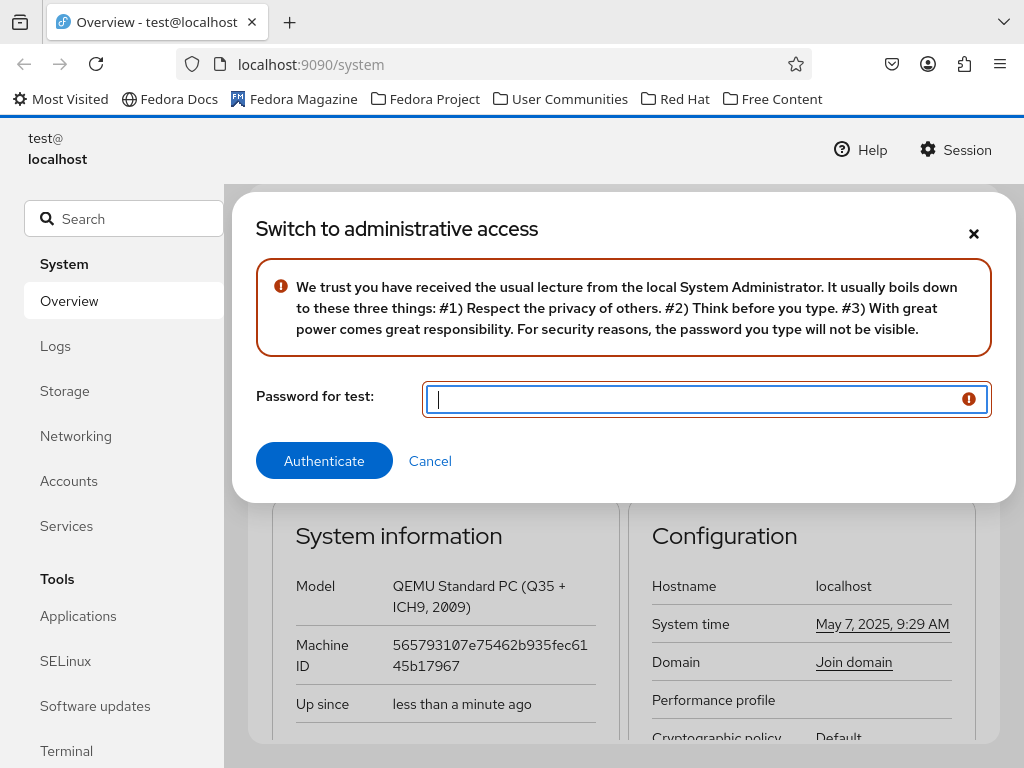 Overview - test@localhost
localhost:9090/system
Most Visited
Fedora Docs
Fedora Magazine
Fedora Project
User Communities
Red Hat
Free Content
test@
localhost
Help
Session
Search
System
Overview
Logs
Storage
Networking
Accounts
Services
Tools
Applications
SELinux
Software updates
Terminal
Switch to administrative access
We trust you have received the usual lecture from the local System Administrator. It usually boils down
to these three things: #1) Respect the privacy of others. #2) Think before you type. #3) With great
power comes great responsibility. For security reasons, the password you type will not be visible.
Password for test:
Authenticate
Cancel
System information
Model
QEMU Standard PC (Q35 +
ICH9, 2009)
Machine
ID
565793107e75462b935fec61
45b17967
Up since
less than a minute ago
Configuration
Hostname
localhost
System time
May 7, 2025, 9:29 AM
Domain
Join domain
Performance profile
Cryptographic policy
Default